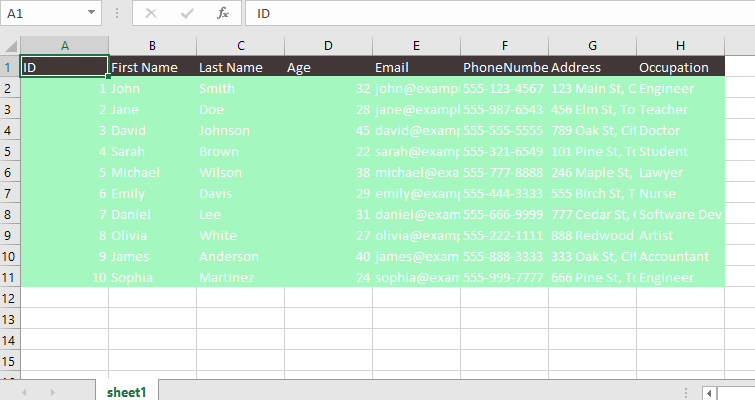 A1 fx ID
A B C D E F G H
1 ID First Name Last Name Age Email PhoneNumbe Address Occupation
2 1 John Smith 32 john@exampl 555-123-4567 123 Main St, C Engineer
3 2 Jane Doe 28 jane@exampl 555-987-6543 456 Elm St, To Teacher
4 3 David Johnson 45 david@examp 555-555-5555 789 Oak St, Cit Doctor
5 4 Sarah Brown 22 sarah@examp 555-321-6549 101 Pine St, To Student
6 5 Michael Wilson 38 michael@exa 555-777-8888 246 Maple St, Lawyer
7 6 Emily Davis 29 emily@examp 555-444-3333 555 Birch St, T Nurse
8 7 Daniel Lee 31 daniel@exam 555-666-9999 777 Cedar St, Software Dev
9 8 Olivia White 27 olivia@examp 555-222-1111 888 Redwood Artist
10 9 James Anderson 40 james@exam 555-888-3333 333 Oak St, Cit Accountant
11 10 Sophia Martinez 24 sophia@exam 555-999-7777 666 Pine St, To Engineer
12
13
14
15
16
sheet1